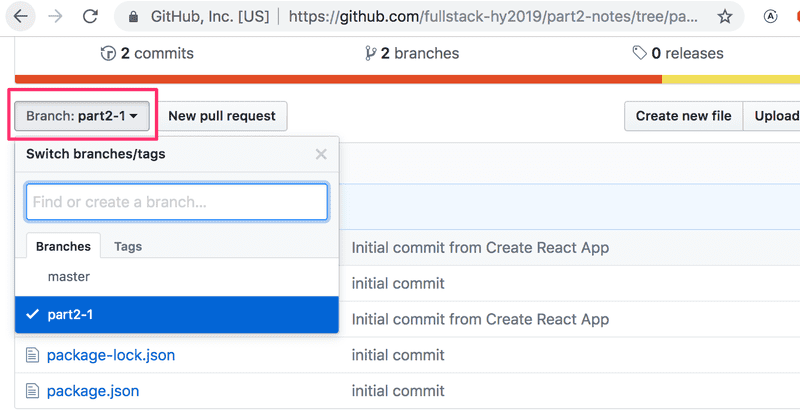 GitHub, Inc. [US] https://github.com/fullstack-hy2019/part2-notes/tree/pa...
2 commits 2 branches 0 releases
Branch: part2-1 New pull request Create new file Upload
Switch branches/tags
Find or create a branch...
Branches Tags
Initial commit from Create React App
master initial commit
part2-1 Initial commit from Create React App
package-lock.json initial commit
package.json initial commit